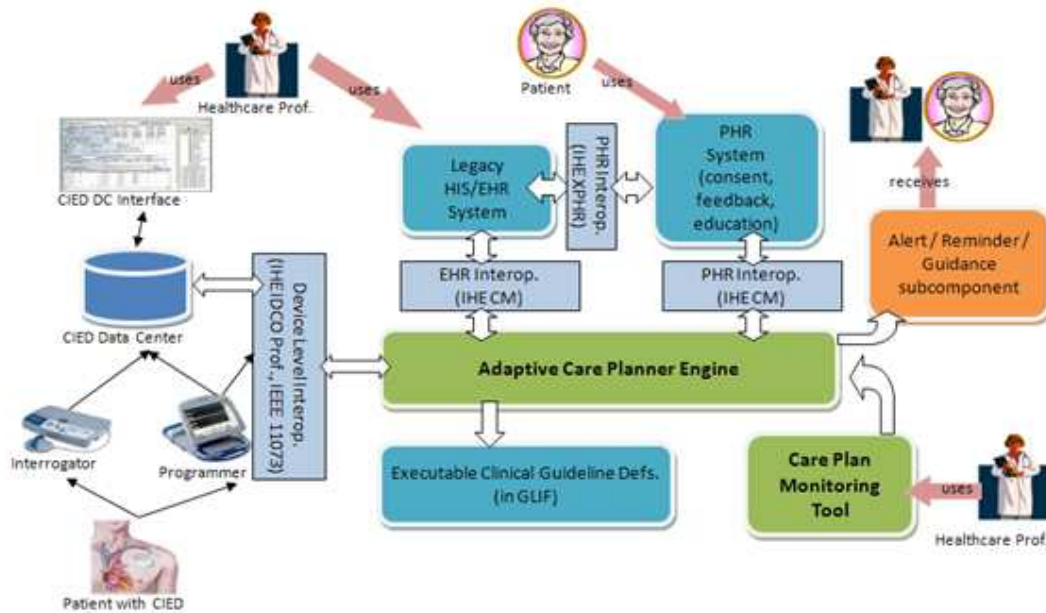 uses
Healthcare Prof.
uses
Patient
uses
CIED DC Interface
Legacy
HIS/EHR
System
PHR Interop.
(IHE XPHR)
PHR
System
(consent,
feedback,
education)
receives
Alert / Reminder /
Guidance
subcomponent
EHR Interop.
(IHE CM)
PHR Interop.
(IHE CM)
CIED Data Center
Device Level Interop.
(IHE IDCO Prof., IEEE 11073)
Adaptive Care Planner Engine
Interrogator
Programmer
Executable Clinical Guideline Defs.
(in GLIF)
Care Plan
Monitoring
Tool
uses
Healthcare Prof
Patient with CIED